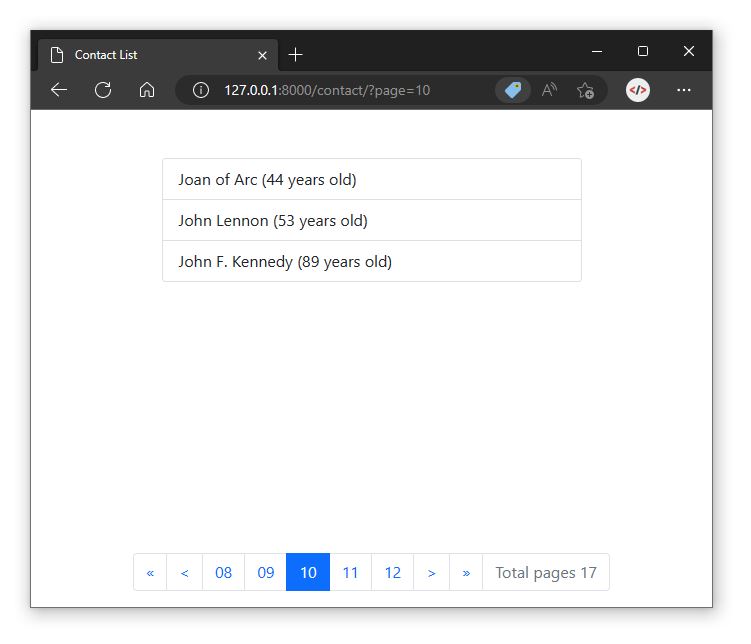 Contact List
127.0.0.1:8000/contact/?page=10
Joan of Arc (44 years old)
John Lennon (53 years old)
John F. Kennedy (89 years old)
« < 08 09 10 11 12 > » Total pages 17